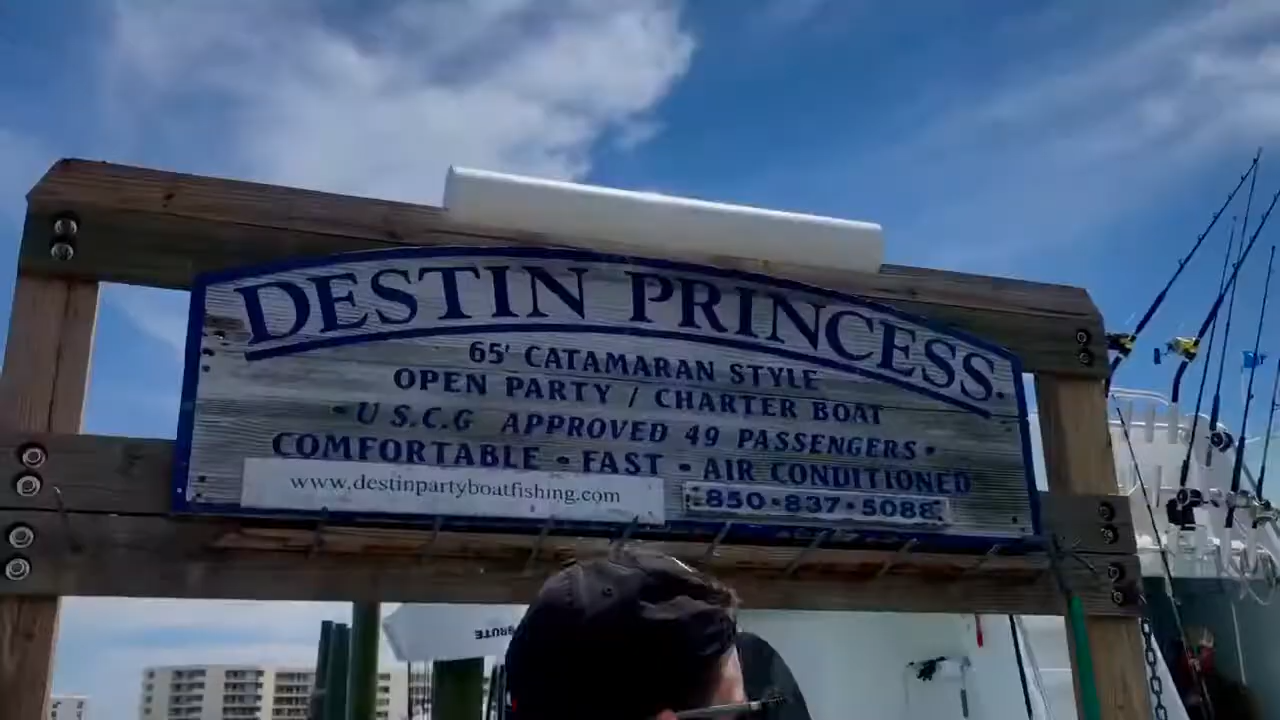 DESTIN PRINCESS.
65' CATAMARAN STYLE
OPEN PARTY / CHARTER BOAT
• U S.C.G APPROVED 49 PASSENGERS •
COMFORTABLE • FAST • AIR CONDITIONED
www.destinpartyboatfishing.com
850•837•5088
BRUTE